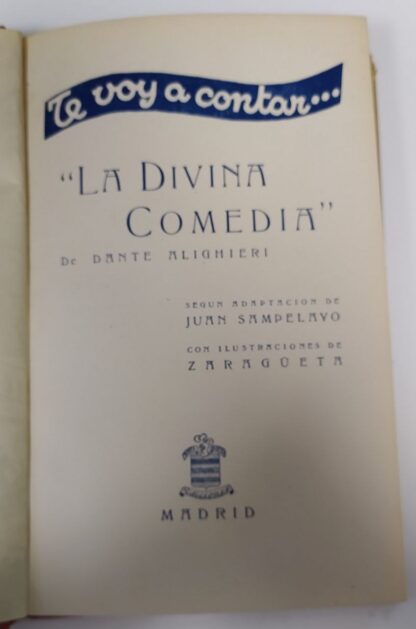 Te voy a contar...
"LA DIVINA
COMEDIA"
De DANTE ALIGHIERI
SEGUN ADAPTACION DE
JUAN SAMPELAYO
CON ILUSTRACIONES DE
ZARAGÜETA
MADRID